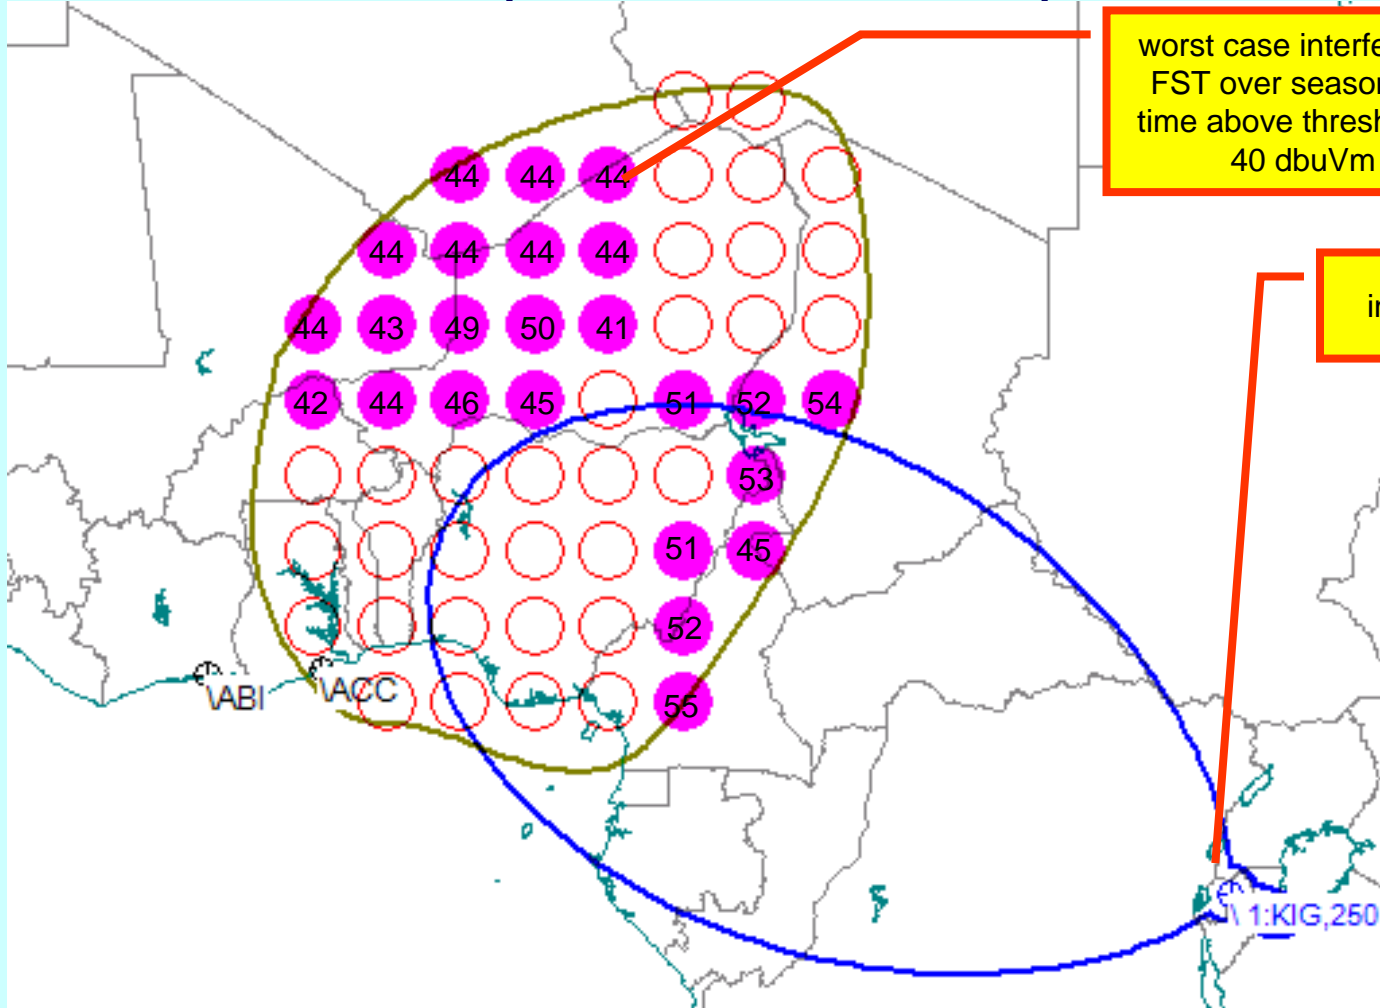 worst case interfe
FST over season
time above thresh
40 dbuVm
44 44 44
44 44 44 44
44 43 49 50 41
42 44 46 45 51 52 54
53
51 45
52
55
\ABI
\ACC
\ 1:KIG,250